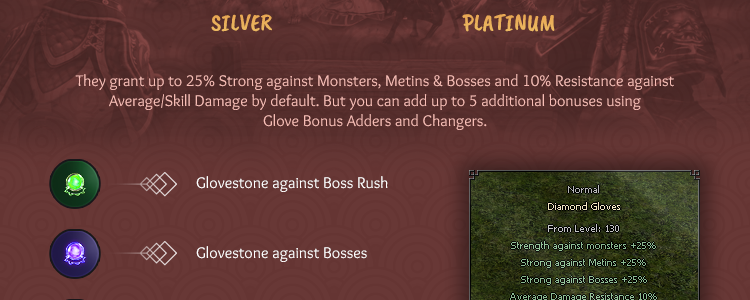 SILVER PLATINUM
They grant up to 25% Strong against Monsters, Metins & Bosses and 10% Resistance against
Average/Skill Damage by default. But you can add up to 5 additional bonuses using
Glove Bonus Adders and Changers.
Glovestone against Boss Rush
Glovestone against Bosses
Normal
Diamond Gloves
From Level: 130
Strength against monsters +25%
Strong against Metins +25%
Strong against Bosses +25%
Average Damage Resistance 10%